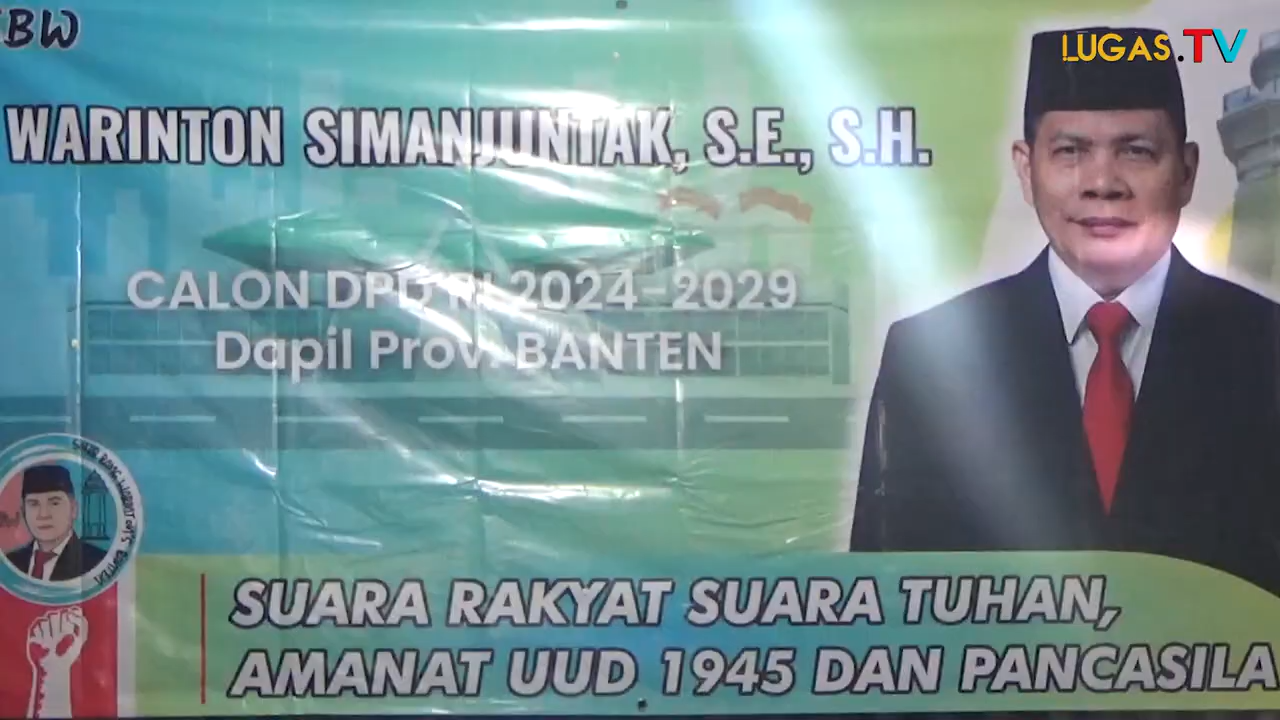 BW
LUGAS.TV
WARINTON SIMANJUNTAK, S.E., S.H.
CALON DPD RI 2024-2029
Dapil Prov. BANTEN
SUARA RAKYAT SUARA TUHAN,
AMANAT UUD 1945 DAN PANCASILA